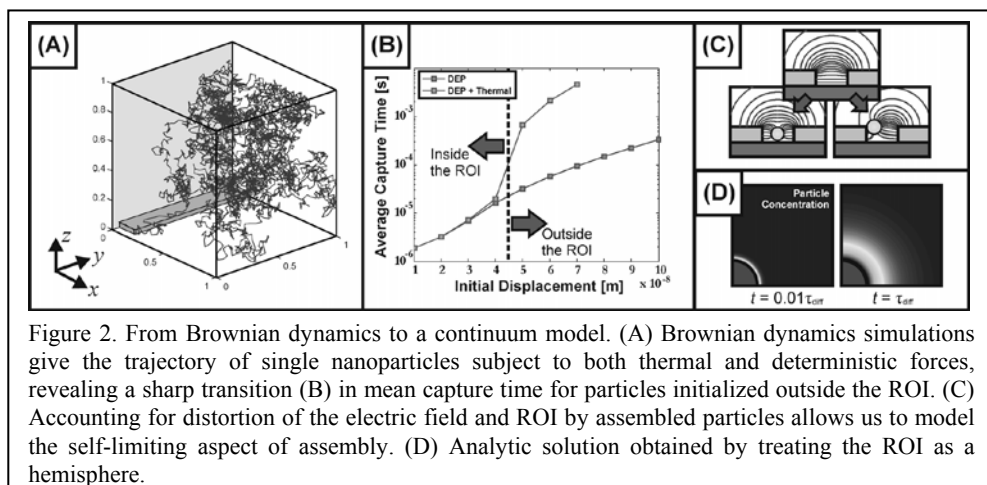 (A)
1
0.8
0.6
0.4
0.2
0
0
0.5
1
0
0.5
1
z
y
x
(B)
DEP
DEP + Thermal
Average Capture Time [s]
10-3
10-4
10-5
10-6
Inside
the ROI
Outside
the ROI
1 2 3 4 5 6 7 8 9 10
x 10-8
Initial Displacement [m]
(C)
(D)
Particle
Concentration
t = 0.01τdiff
t = τdiff
Figure 2. From Brownian dynamics to a continuum model. (A) Brownian dynamics simulations
give the trajectory of single nanoparticles subject to both thermal and deterministic forces,
revealing a sharp transition (B) in mean capture time for particles initialized outside the ROI. (C)
Accounting for distortion of the electric field and ROI by assembled particles allows us to model
the self-limiting aspect of assembly. (D) Analytic solution obtained by treating the ROI as a
hemisphere.